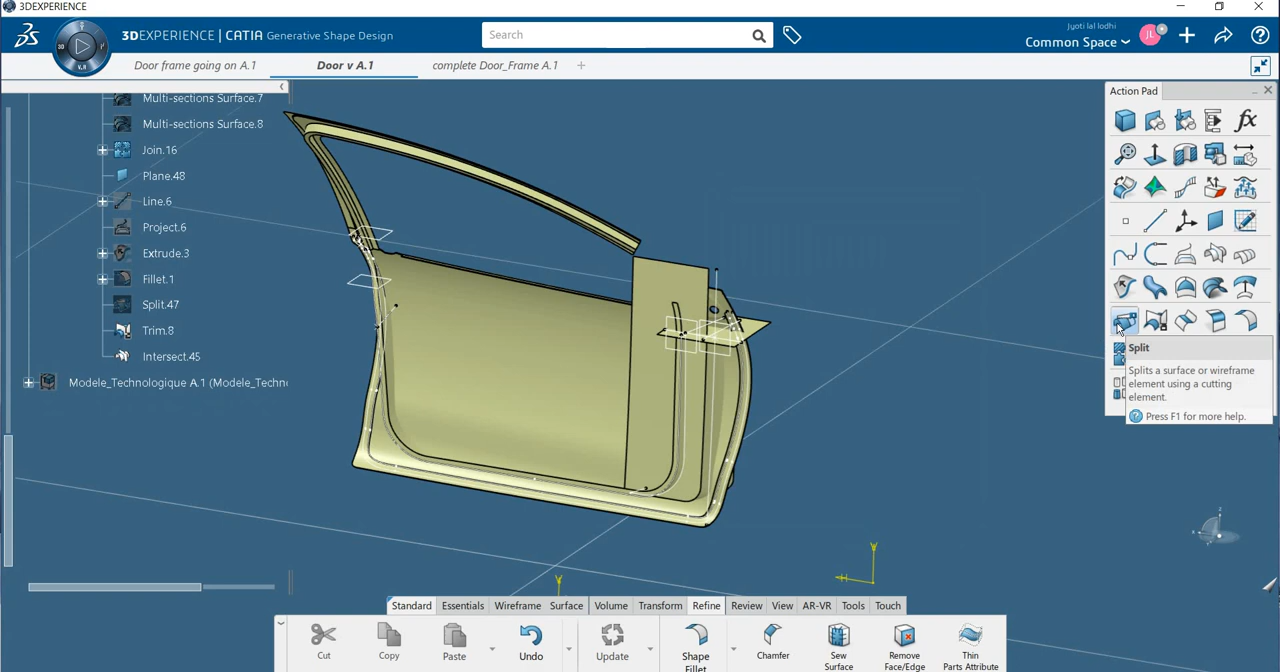 3DEXPERIENCE
3DEXPERIENCE | CATIA Generative Shape Design
Search
Jyoti lal lodhi
Common Space
JL
3D
V.R
Door frame going on A.1
Door v A.1
complete Door_Frame A.1
Action Pad
Multi-sections Surface.7
Multi-sections Surface.8
Join.16
Plane.48
Line.6
Project.6
Extrude.3
Fillet.1
Split.47
Trim.8
Intersect.45
Modele_Technologique A.1 (Modele_Techn
fx
Split
Splits a surface or wireframe
element using a cutting
element.
Press F1 for more help.
Standard
Essentials
Wireframe
Surface
Volume
Transform
Refine
Review
View
AR-VR
Tools
Touch
Cut
Copy
Paste
Undo
Update
Shape
Fillet
Chamfer
Sew
Surface
Remove
Face/Edge
Thin
Parts Attribute